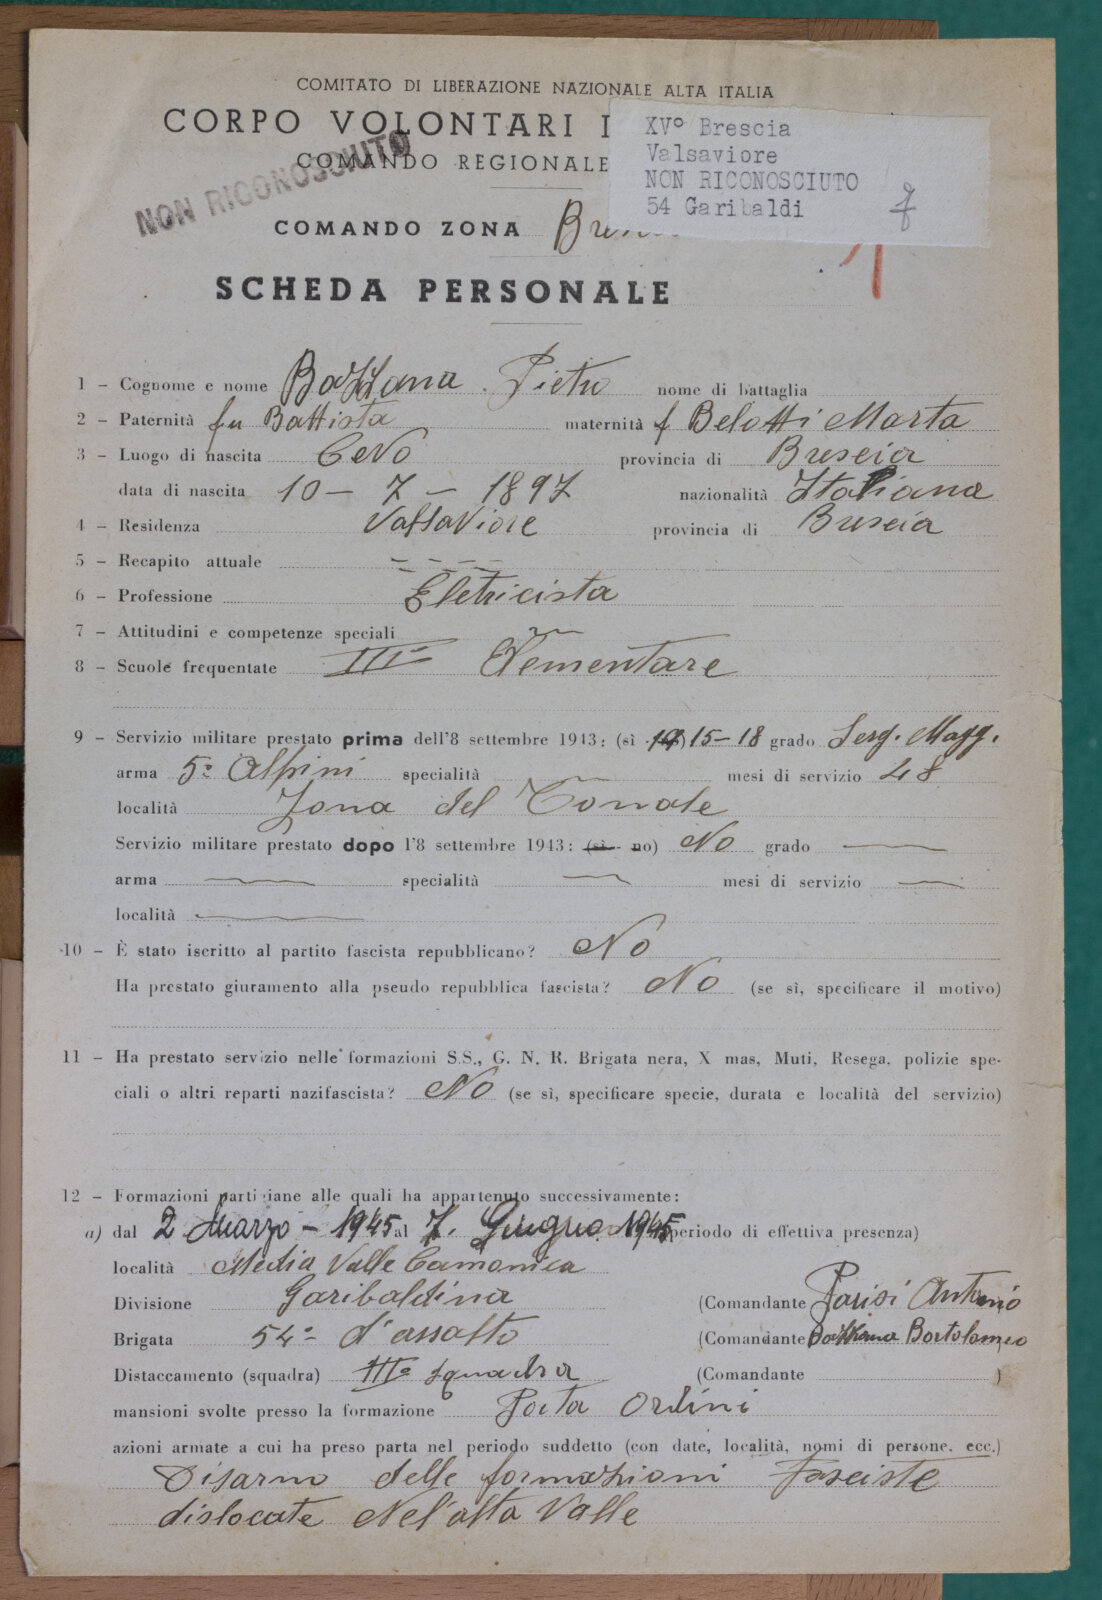 COMITATO DI LIBERAZIONE NAZIONALE ALTA ITALIA
CORPO VOLONTARI
COMANDO REGIONALE
NON RICONOSCIUTO
XV° Brescia
Valsaviore
NON RICONOSCIUTO
54 Garibaldi
COMANDO ZONA
SCHEDA PERSONALE
1 - Cognome e nome Bazzana Pietro nome di battaglia
2 - Paternità fu Battista maternità f Belotti Marta
3 - Luogo di nascita Cevo provincia di Brescia
data di nascita 10 - 7 - 1897 nazionalità Italiana
4 - Residenza Valsaviore provincia di Brescia
5 - Recapito attuale
6 - Professione Eletricista
7 - Attitudini e competenze speciali
8 - Scuole frequentate IIIª Elementare
9 - Servizio militare prestato prima dell'8 settembre 1943: (sì ) 15-18 grado Serg. Magg.
arma 5° Alpini specialità mesi di servizio 48
località Zona del Tonale
Servizio militare prestato dopo l'8 settembre 1943: (sì - no) No grado
arma specialità mesi di servizio
località
10 - È stato iscritto al partito fascista repubblicano? No
Ha prestato giuramento alla pseudo repubblica fascista? No (se sì, specificare il motivo)
11 - Ha prestato servizio nelle formazioni S.S., G. N. R. Brigata nera, X mas, Muti, Resega, polizie spe-
ciali o altri reparti nazifascista? No (se sì, specificare specie, durata e località del servizio)
12 - Formazioni partigiane alle quali ha appartenuto successivamente:
a) dal 2 Marzo - 1945 al 7. Giugno 1945 periodo di effettiva presenza)
località Media Valle Camonica
Divisione Garibaldina (Comandante Parisi Antonio
Brigata 54ª d'assalto (Comandante Bazzana Bortolomeo
Distaccamento (squadra) IIIª squadra (Comandante )
mansioni svolte presso la formazione Porta Ordini
azioni armate a cui ha preso parta nel periodo suddetto (con date, località, nomi di persone, ecc.)
Disarmo delle formazioni Fasciste
dislocate Nel'alta Valle